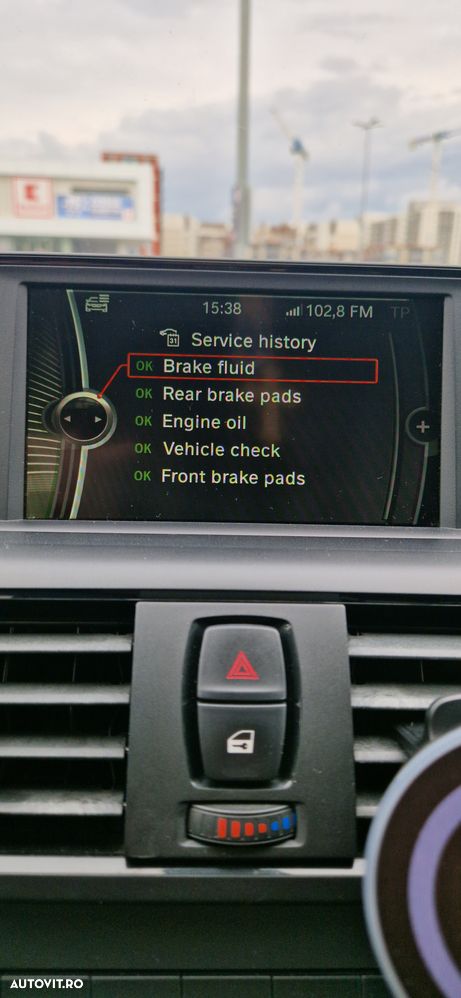 15:38
102,8 FM
TP
31
Service history
OK Brake fluid
OK Rear brake pads
OK Engine oil
OK Vehicle check
OK Front brake pads
+
AUTOVIT.RO